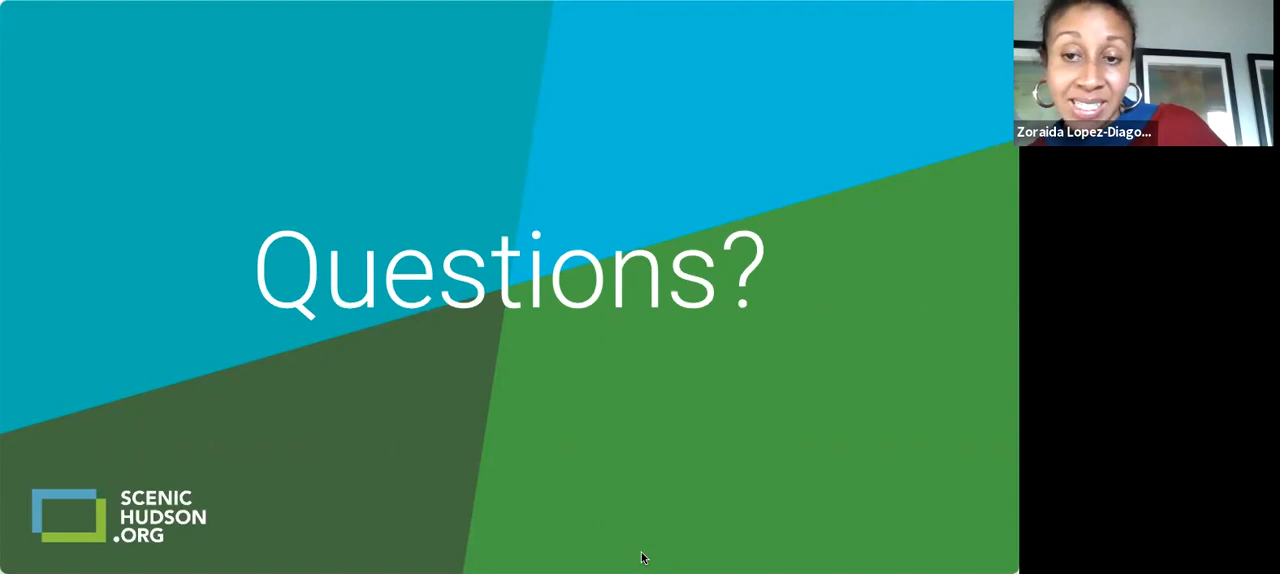 Zoraida Lopez-Diago...
Questions?
SCENIC
HUDSON
.ORG